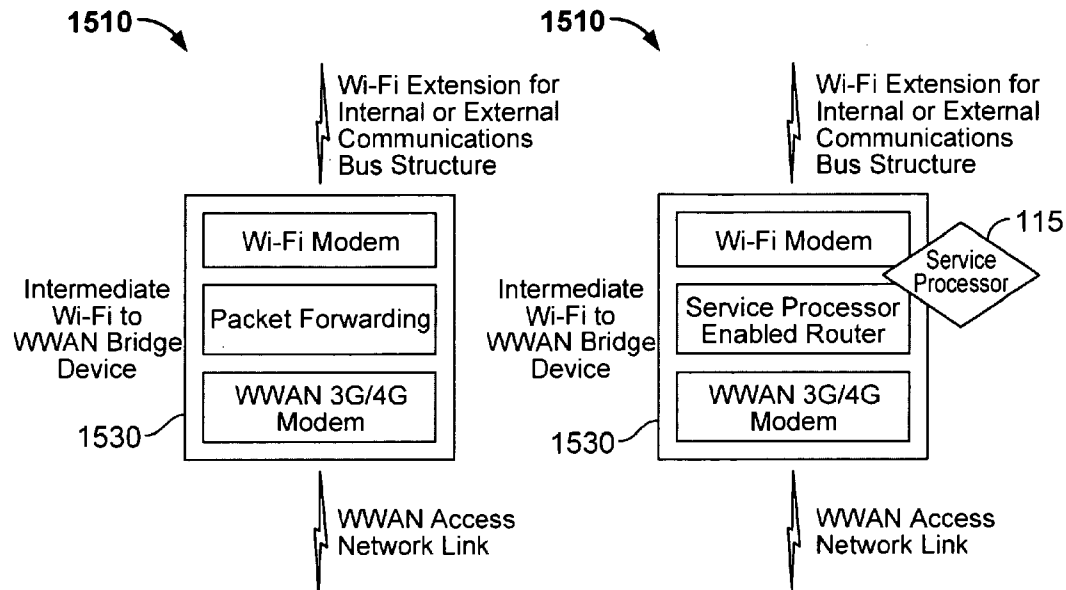 1510
Wi-Fi Extension for
Internal or External
Communications
Bus Structure
Wi-Fi Modem
Packet Forwarding
WWAN 3G/4G
Modem
Intermediate
Wi-Fi to
WWAN Bridge
Device
1530
WWAN Access
Network Link
1510
Wi-Fi Extension for
Internal or External
Communications
Bus Structure
115
Wi-Fi Modem
Service
Processor
Service Processor
Enabled Router
WWAN 3G/4G
Modem
Intermediate
Wi-Fi to
WWAN Bridge
Device
1530
WWAN Access
Network Link